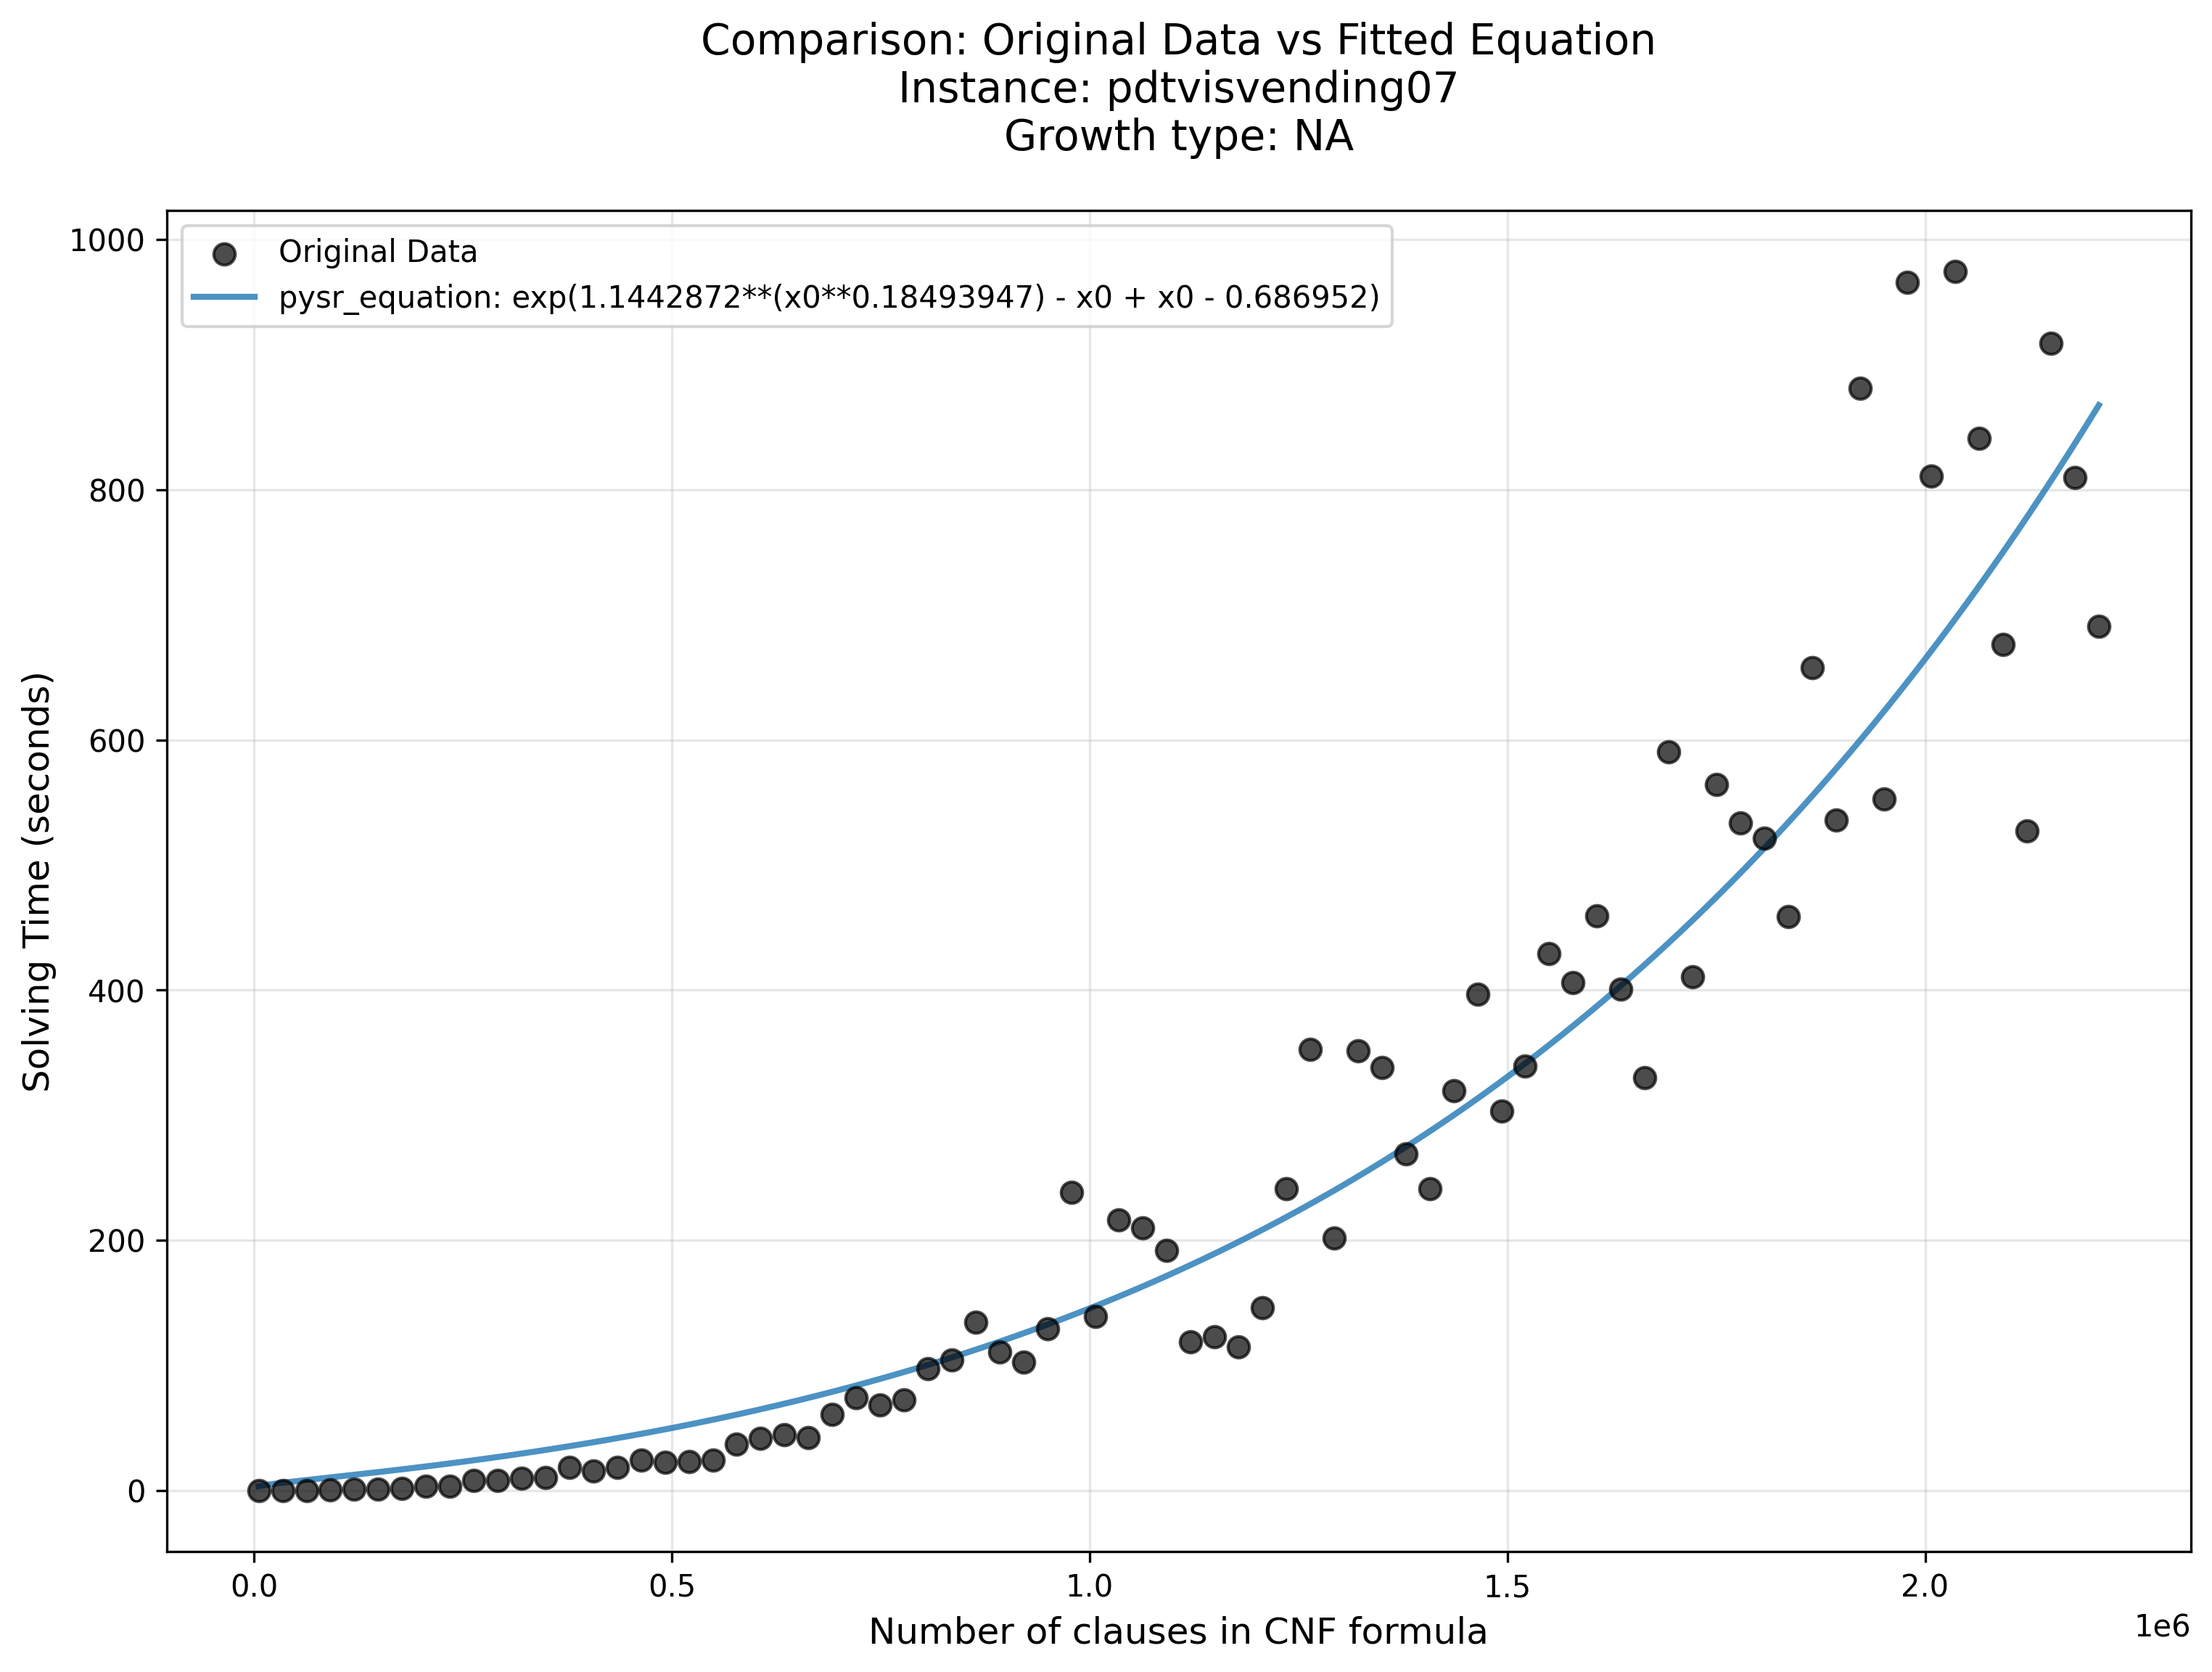 Comparison: Original Data vs Fitted Equation
Instance: pdtvisvending07
Growth type: NA
Original Data
pysr_equation: exp(1.1442872**(x0**0.18493947) - x0 + x0 - 0.686952)
Solving Time (seconds)
1000
800
600
400
200
0
0.0
0.5
1.0
1.5
2.0
1e6
Number of clauses in CNF formula